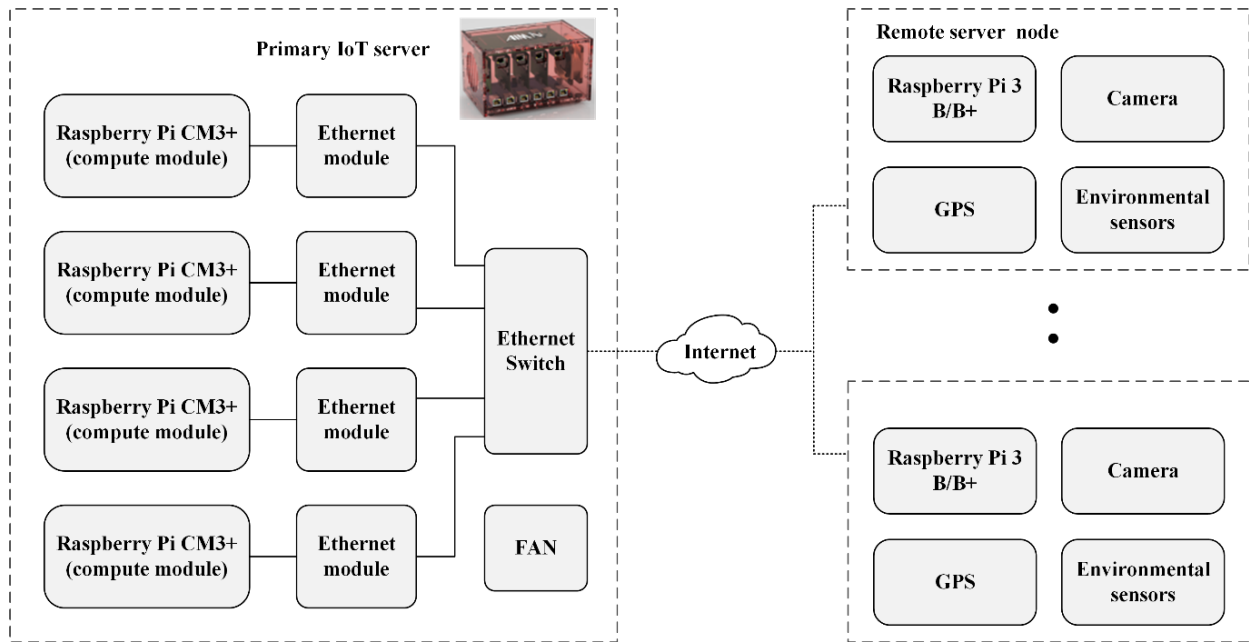 Primary IoT server
Raspberry Pi CM3+
(compute module)
Ethernet
module
Raspberry Pi CM3+
(compute module)
Ethernet
module
Raspberry Pi CM3+
(compute module)
Ethernet
module
Raspberry Pi CM3+
(compute module)
Ethernet
module
Ethernet
Switch
FAN
Internet
Remote server node
Raspberry Pi 3
B/B+
Camera
GPS
Environmental
sensors
Raspberry Pi 3
B/B+
Camera
GPS
Environmental
sensors